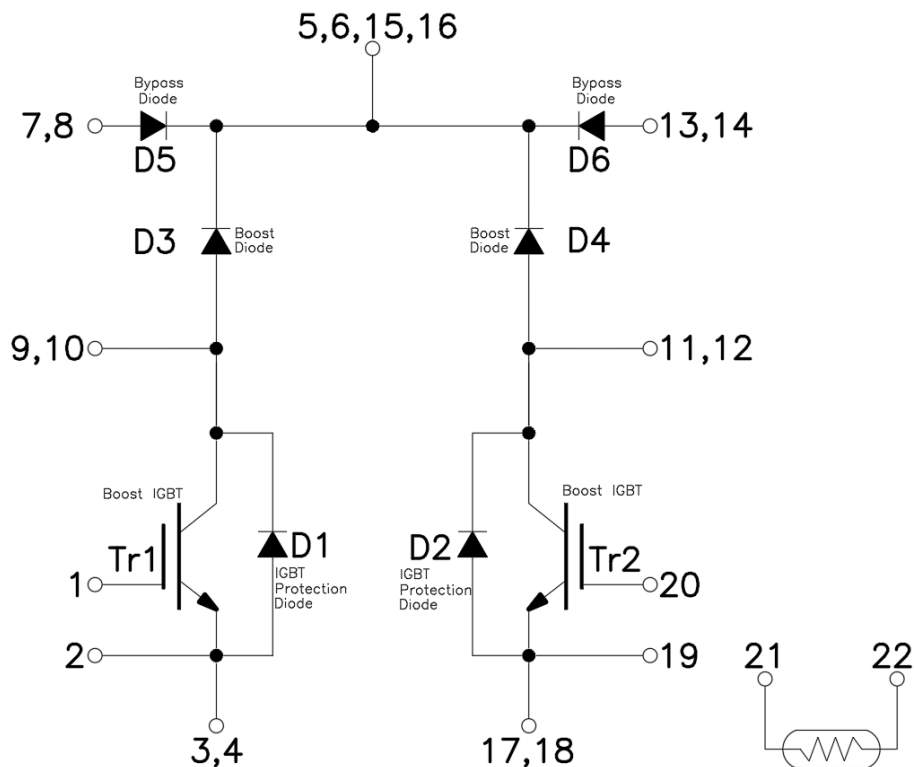 5,6,15,16
Bypass
Diode
Bypass
Diode
7,8
13,14
D5
D6
D3
Boost
Diode
Boost
Diode
D4
9,10
11,12
Boost IGBT
Boost IGBT
Tr1
D1
D2
Tr2
IGBT
Protection
Diode
IGBT
Protection
Diode
1
20
2
19
21
22
3,4
17,18